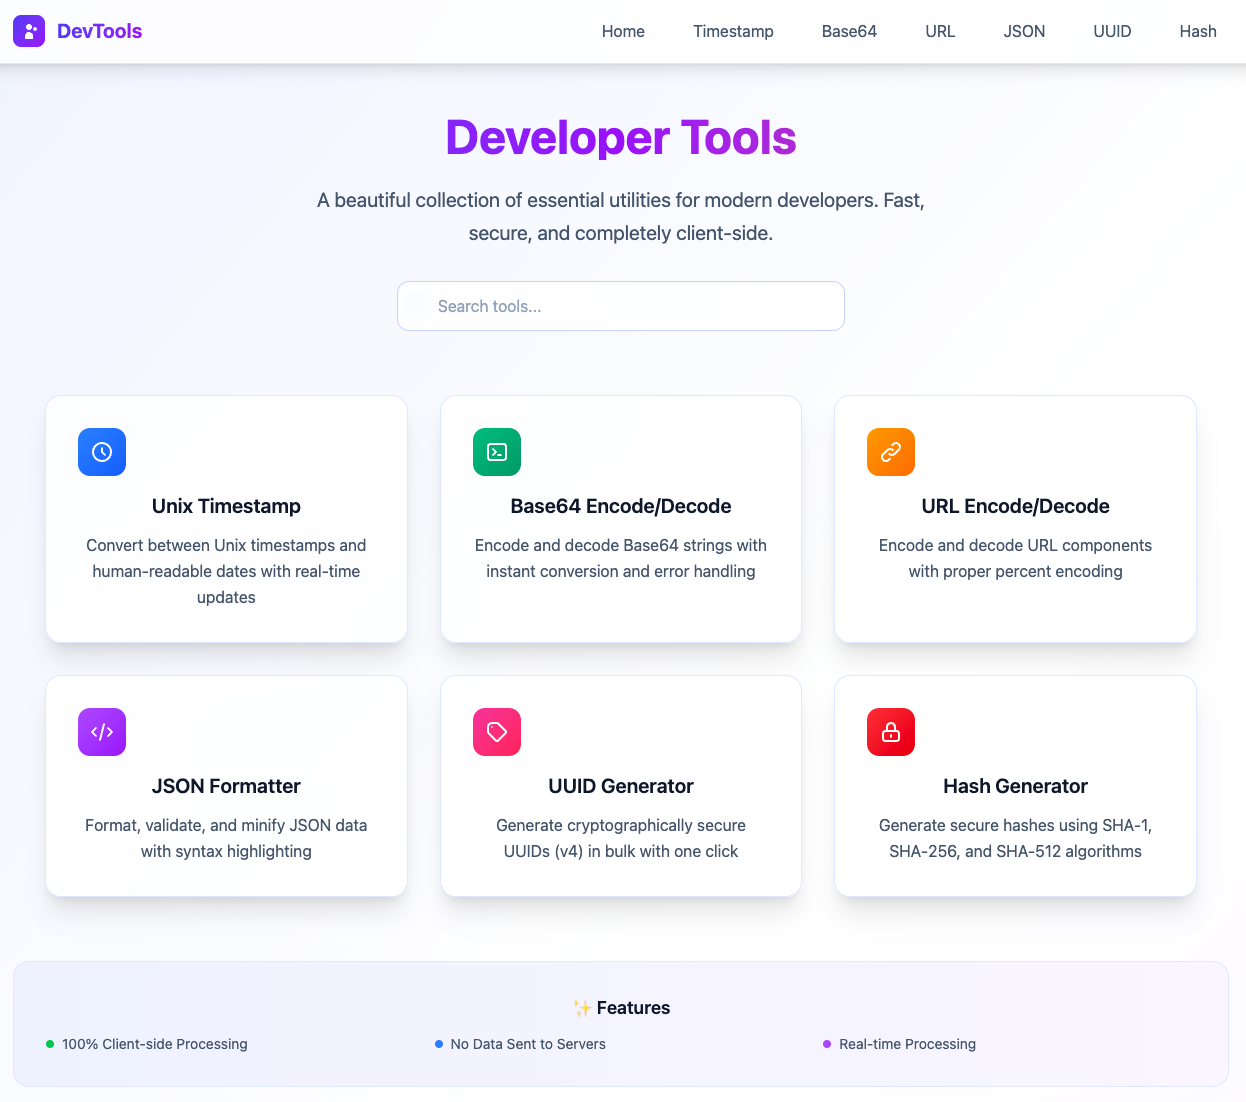 DevTools
Home
Timestamp
Base64
URL
JSON
UUID
Hash
Developer Tools
A beautiful collection of essential utilities for modern developers. Fast,
secure, and completely client-side.
Search tools...
Unix Timestamp
Convert between Unix timestamps and
human-readable dates with real-time
updates
Base64 Encode/Decode
Encode and decode Base64 strings with
instant conversion and error handling
URL Encode/Decode
Encode and decode URL components
with proper percent encoding
JSON Formatter
Format, validate, and minify JSON data
with syntax highlighting
UUID Generator
Generate cryptographically secure
UUIDs (v4) in bulk with one click
Hash Generator
Generate secure hashes using SHA-1,
SHA-256, and SHA-512 algorithms
✨ Features
100% Client-side Processing
No Data Sent to Servers
Real-time Processing